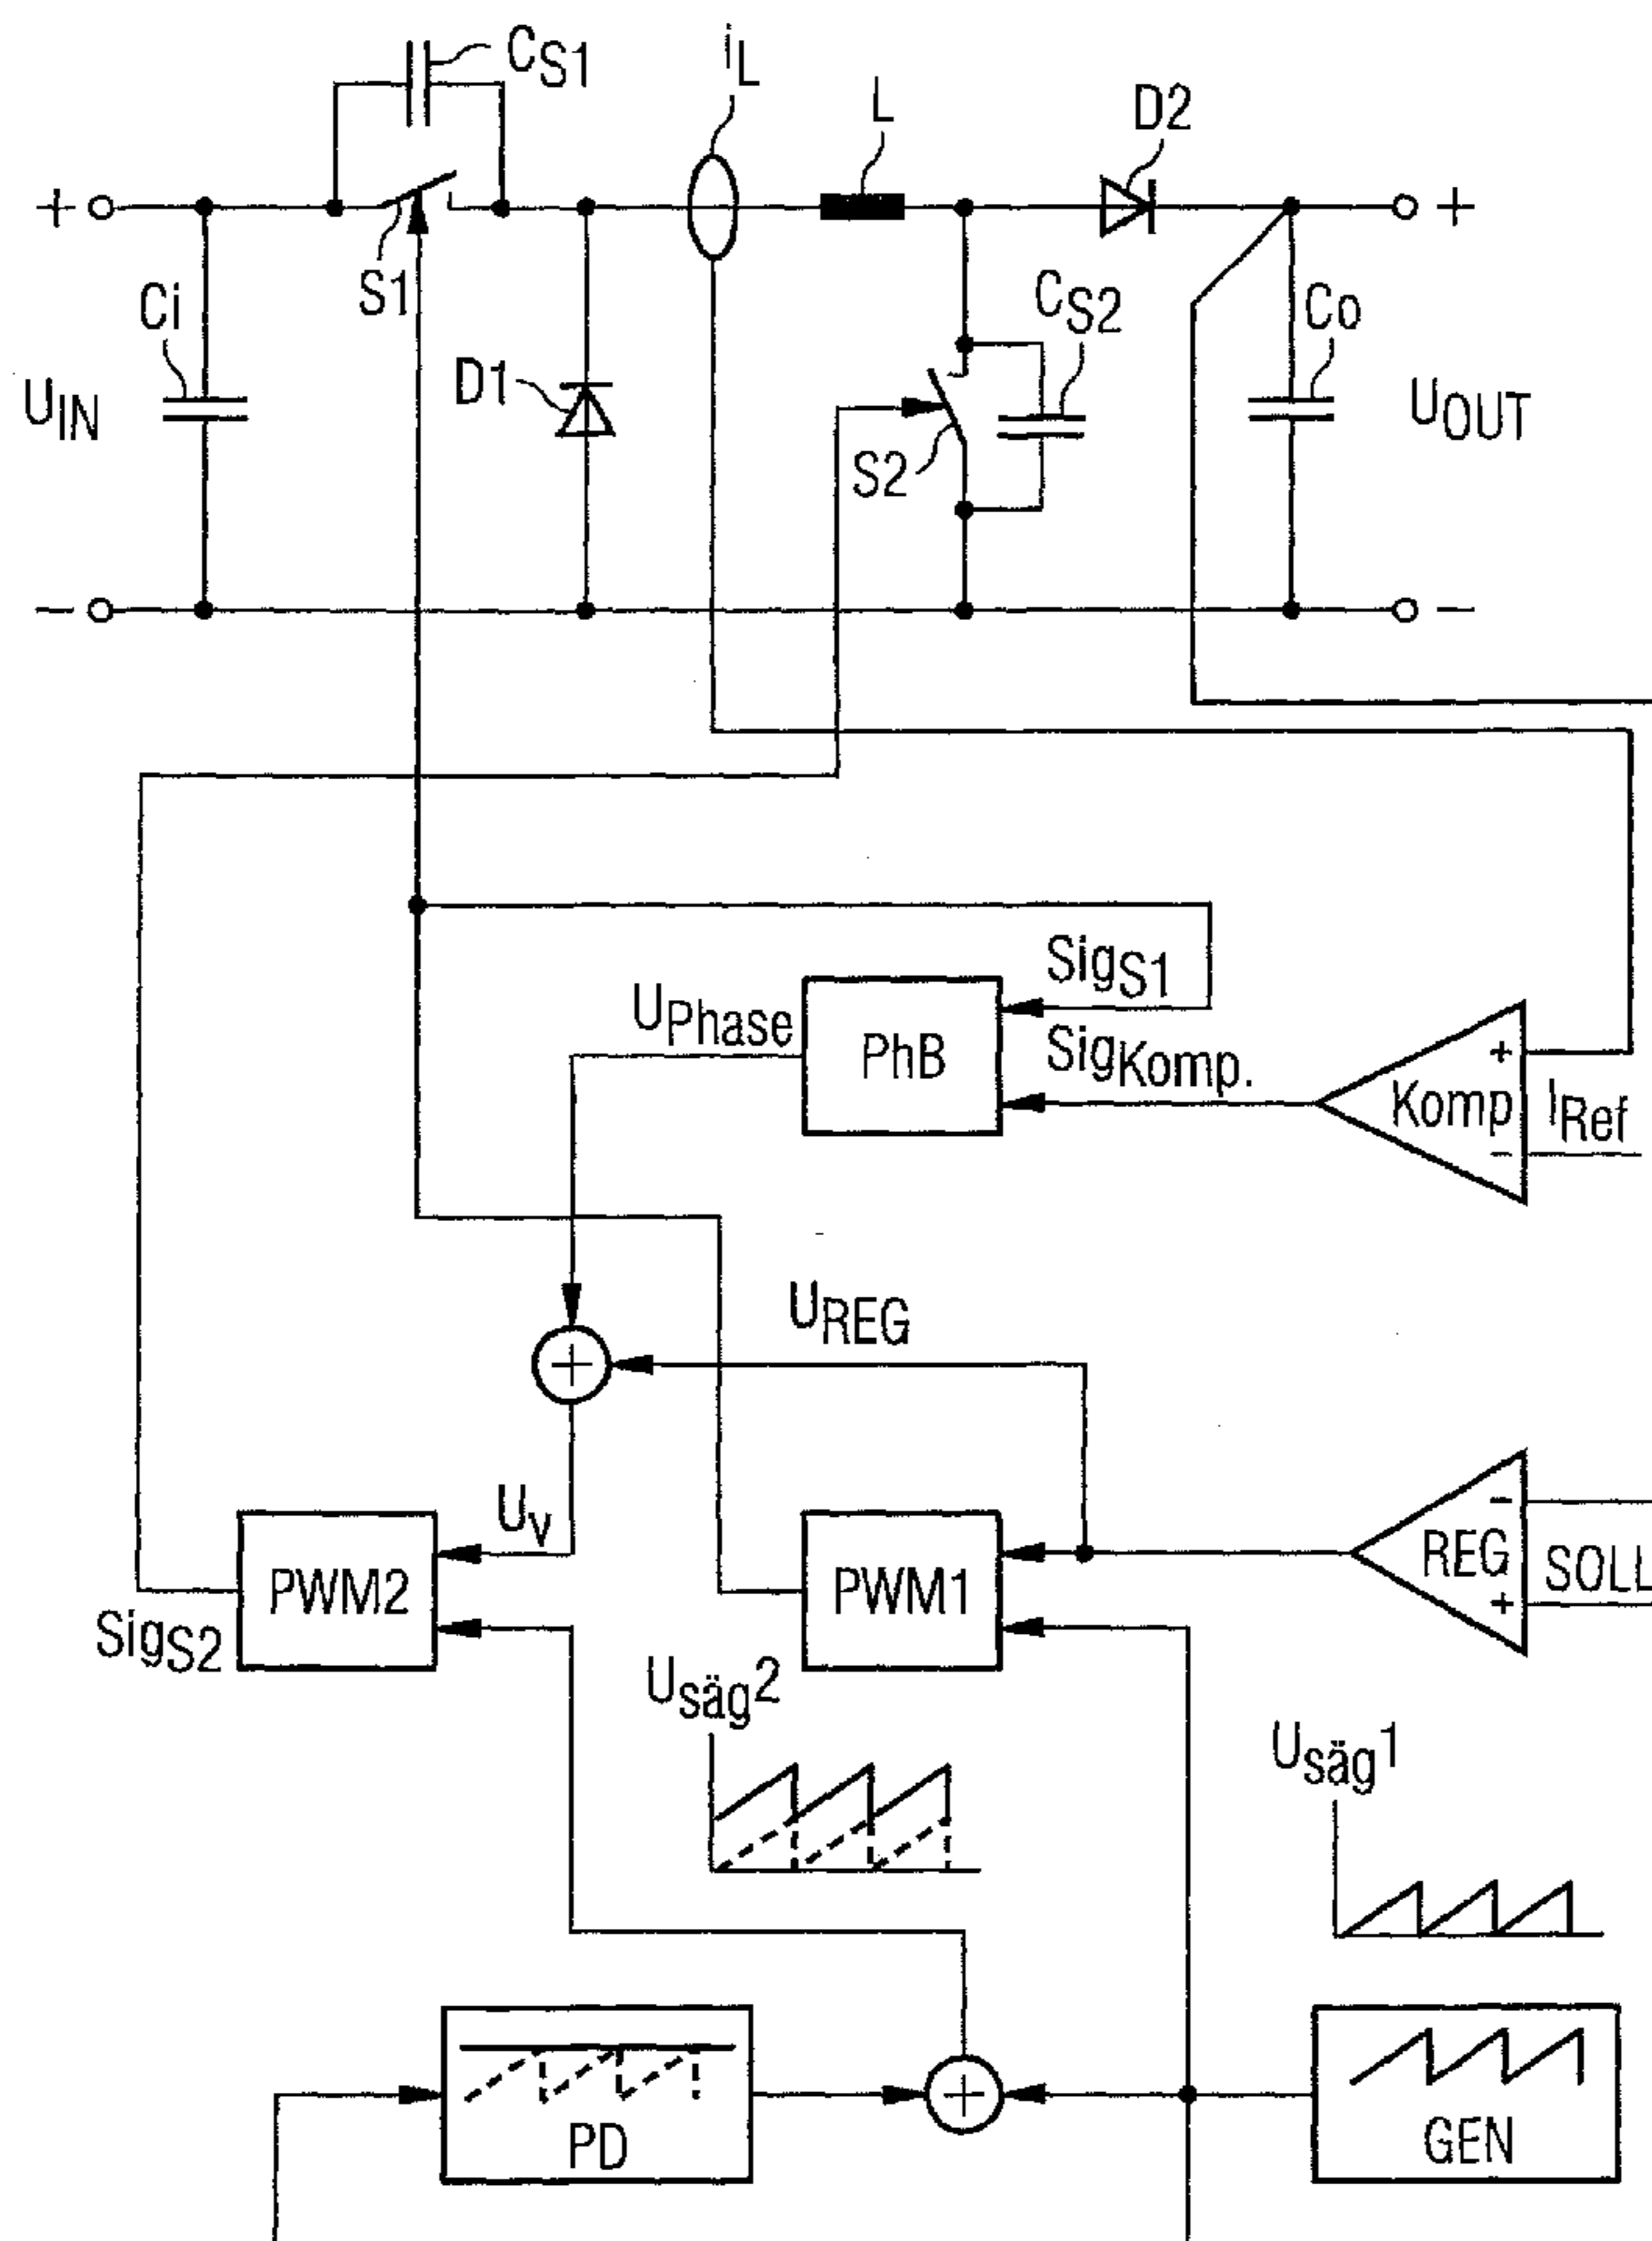 C_S1
i_L
L
D2
+
+
S1
Ci
C_S2
Co
D1
U_IN
U_OUT
S2
−
−
Sig_S1
U_Phase
PhB
Sig_Komp.
+
Komp
I_Ref
−
U_REG
+
−
U_V
REG
SOLL
PWM2
PWM1
+
Sig_S2
U_säg2
U_säg1
+
PD
GEN